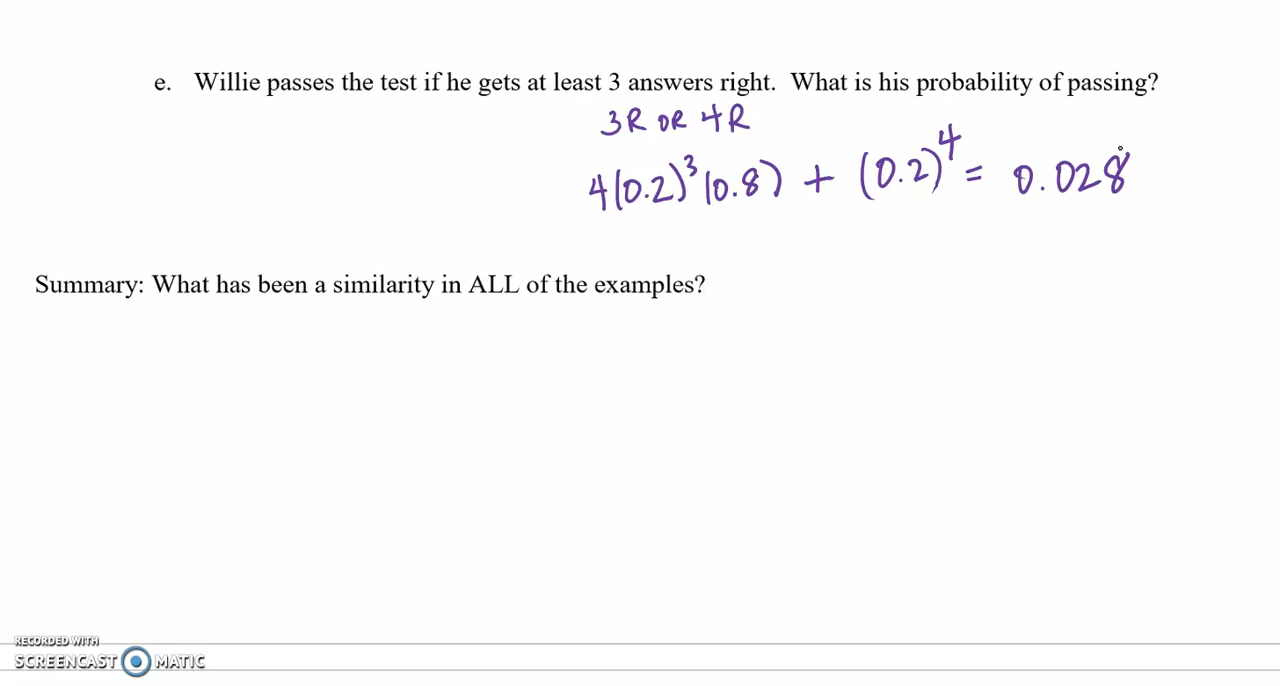 e. Willie passes the test if he gets at least 3 answers right. What is his probability of passing?
3R OR 4R
4(0.2)³(0.8) + (0.2)⁴ = 0.028
Summary: What has been a similarity in ALL of the examples?
RECORDED WITH
SCREENCAST MATIC